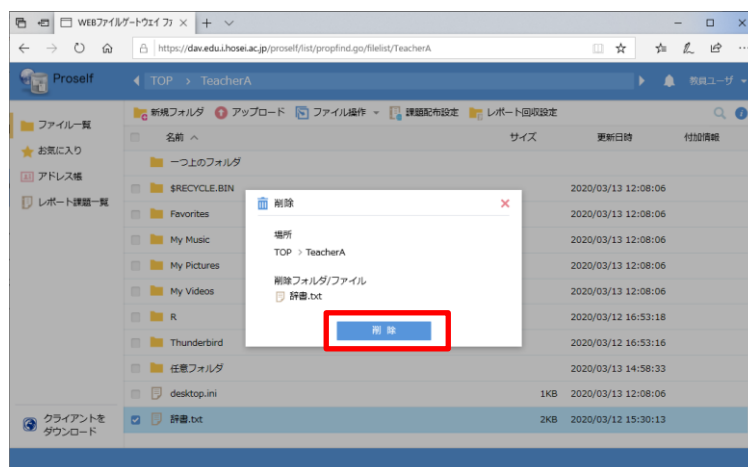 WEBファイルゲートウェイ ファ
https://dav.edu.i.hosei.ac.jp/proself/list/propfind.go/filelist/TeacherA
Proself
TOP > TeacherA
教員ユーザ
ファイル一覧
お気に入り
アドレス帳
レポート課題一覧
新規フォルダ アップロード ファイル操作 課題配布設定 レポート回収設定
名前 サイズ 更新日時 付加情報
一つ上のフォルダ
$RECYCLE.BIN 2020/03/13 12:08:06
Favorites 2020/03/13 12:08:06
My Music 2020/03/13 12:08:06
My Pictures 2020/03/13 12:08:06
My Videos 2020/03/13 12:08:06
R 2020/03/12 16:53:18
Thunderbird 2020/03/12 16:53:16
任意フォルダ 2020/03/13 14:58:33
desktop.ini 1KB 2020/03/13 12:08:06
辞書.txt 2KB 2020/03/12 15:30:13
削除
場所
TOP > TeacherA
削除フォルダ/ファイル
辞書.txt
削 除
クライアントを
ダウンロード